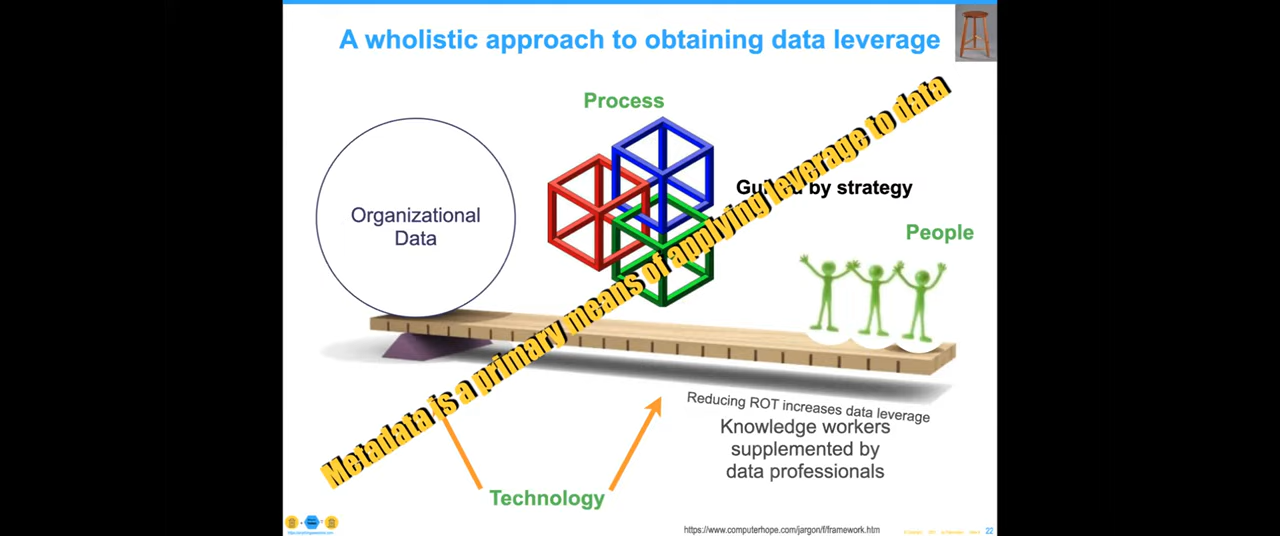 A wholistic approach to obtaining data leverage
Process
Metadata is a primary means of applying leverage to data
Guided by strategy
Organizational
Data
People
Reducing ROT increases data leverage
Knowledge workers
supplemented by
data professionals
Technology
https://www.computerhope.com/jargon/f/framework.htm
22